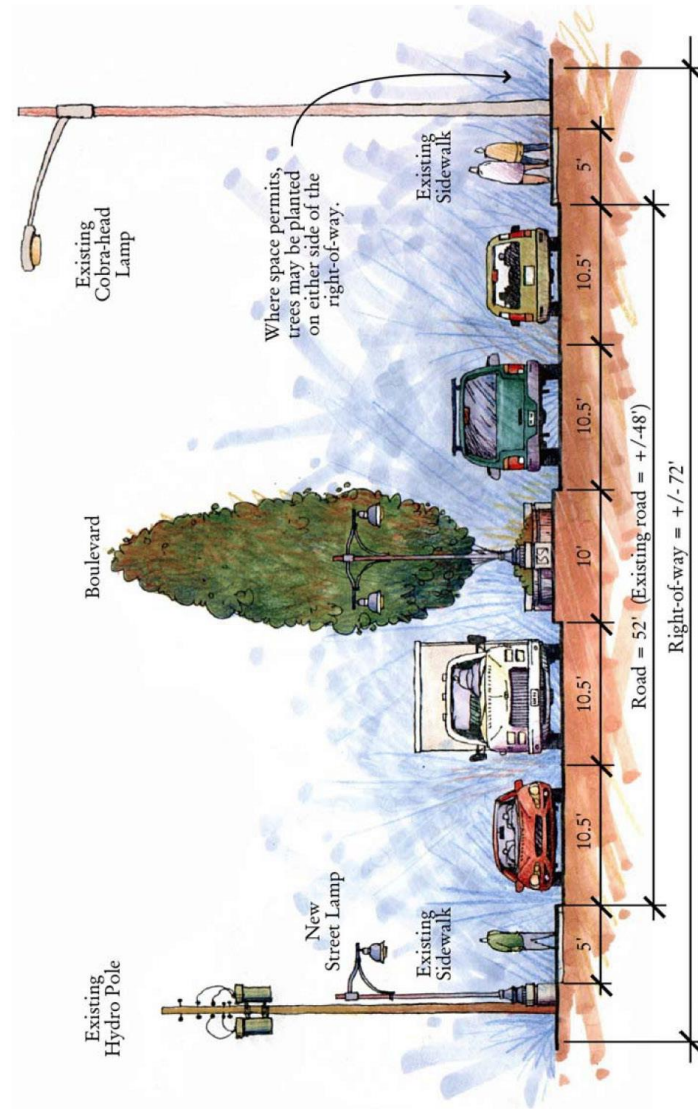 Existing
Hydro Pole
New
Street Lamp
Existing
Sidewalk
Boulevard
Existing
Cobra-head
Lamp
Where space permits,
trees may be planted
on either side of the
right-of-way.
Existing
Sidewalk
5'
10.5'
10.5'
10'
10.5'
10.5'
5'
Road = 52' (Existing road = +/-48')
Right-of-way = +/- 72'